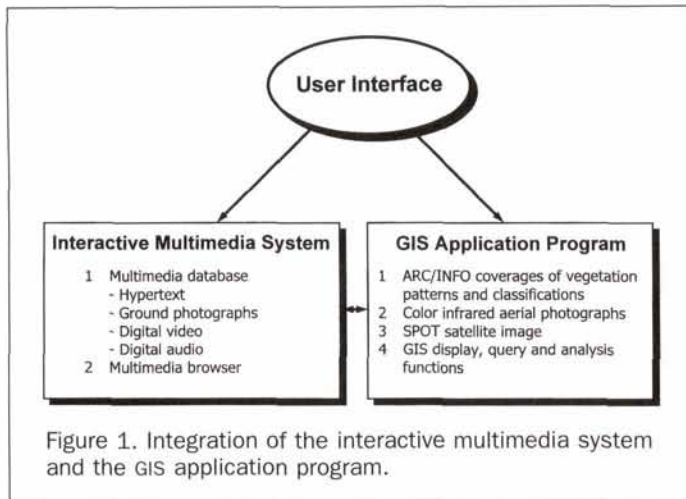 User Interface
Interactive Multimedia System
1 Multimedia database
- Hypertext
- Ground photographs
- Digital video
- Digital audio
2 Multimedia browser
GIS Application Program
1 ARC/INFO coverages of vegetation
patterns and classifications
2 Color infrared aerial photographs
3 SPOT satellite image
4 GIS display, query and analysis
functions
Figure 1. Integration of the interactive multimedia system
and the GIS application program.